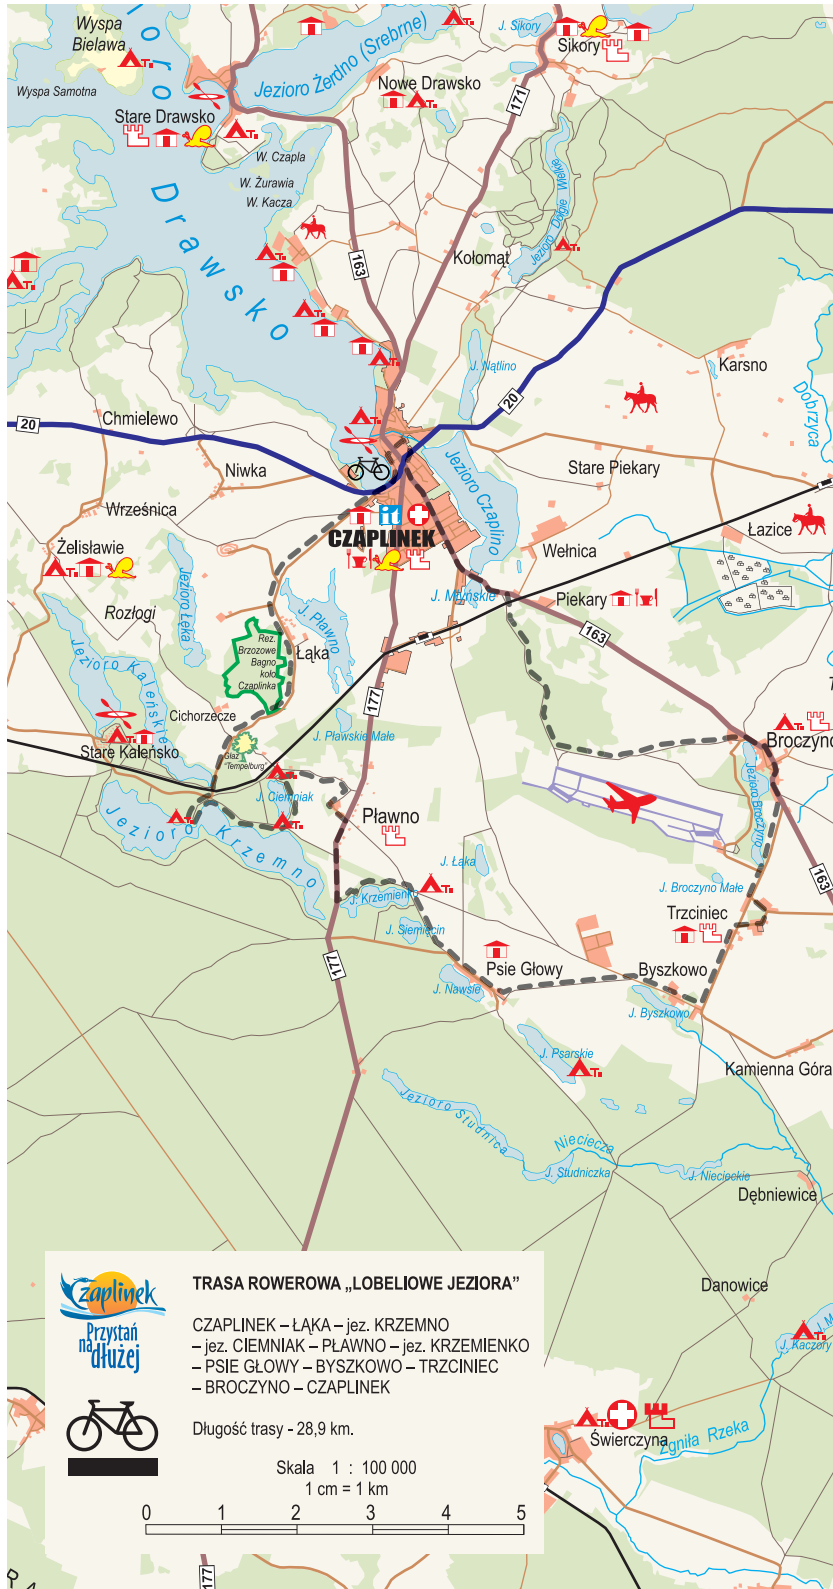 Wyspa
Bielawa
Wyspa Samotna
Jezioro Żerdno (Srebrne)
J. Sikory
Sikory
Nowe Drawsko
171
Stare Drawsko
W. Czapla
W. Żurawia
W. Kacza
Drawsko
163
Kołomąt
Jezioro Dłogie Wielkie
J. Nątlino
Karsno
Dobrzyca
20
20
Chmielewo
Niwka
Stare Piekary
Jezioro Czaplino
Wrześnica
CZAPLINEK
Łazice
Żelisławie
Wełnica
Rozłogi
Jezioro Łęka
J. Pławno
J. Młyńskie
Piekary
163
Rez.
Brzozowe
Bagno
koło
Czaplinka
Łąka
Jezioro Kaleńskie
177
Cichorzecze
J. Pławskie Małe
Stare Kaleńsko
Głaz
"Tempelburg"
Broczyno
Jezioro Broczyno
J. Ciemniak
Jezioro Krzemno
Pławno
J. Łąka
J. Broczyno Małe
163
J. Krzemienko
Trzciniec
J. Siemięcin
177
Psie Głowy
Byszkowo
J. Nawsie
J. Byszkowo
J. Psarskie
Kamienna Góra
Jezioro Studnica
Nieciecza
J. Studniczka
J. Niecieckie
Dębniewice
Danowice
J. Kaczory
Świerczyna
Zgniła Rzeka
Czaplinek
Przystań
na dłużej
TRASA ROWEROWA „LOBELIOWE JEZIORA”
CZAPLINEK – ŁĄKA – jez. KRZEMNO
– jez. CIEMNIAK – PŁAWNO – jez. KRZEMIENKO
– PSIE GŁOWY – BYSZKOWO – TRZCINIEC
– BROCZYNO – CZAPLINEK
Długość trasy - 28,9 km.
Skala 1 : 100 000
1 cm = 1 km
0 1 2 3 4 5
177